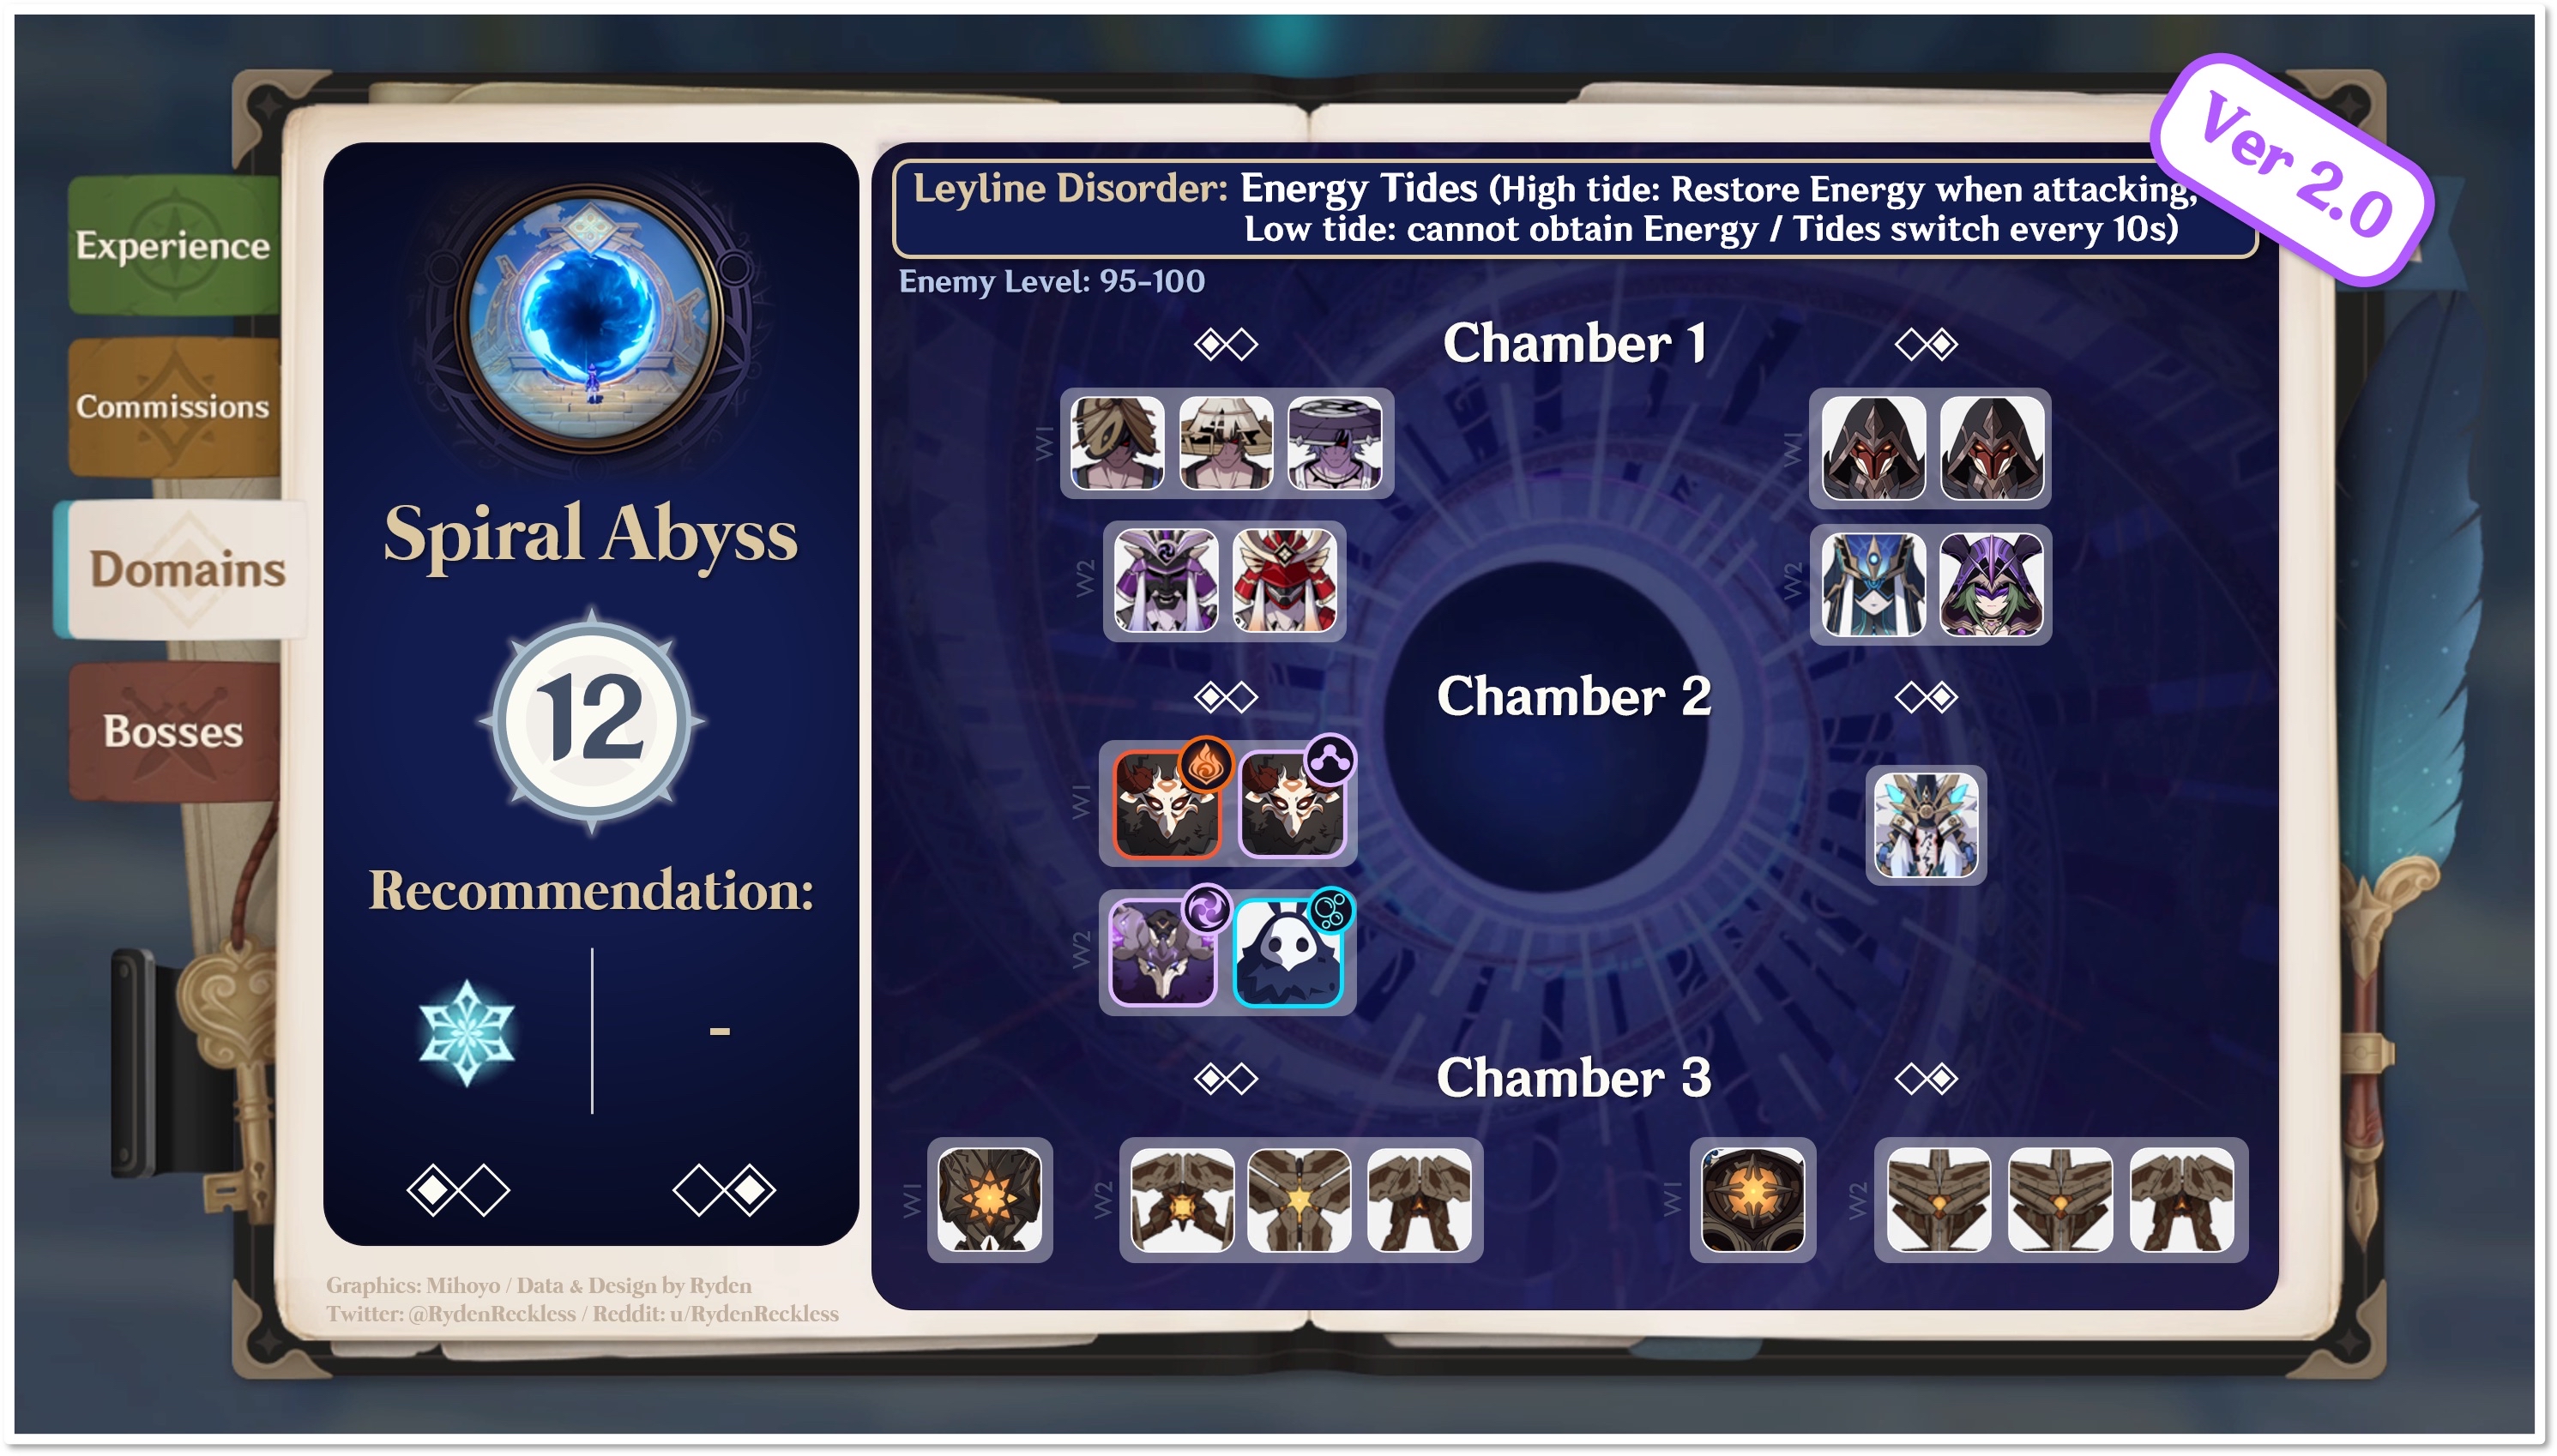 Ver 2.0
Experience
Commissions
Domains
Bosses
Spiral Abyss
12
Recommendation:
-
Graphics: Mihoyo / Data & Design by Ryden
Twitter: @RydenReckless / Reddit: u/RydenReckless
Leyline Disorder: Energy Tides (High tide: Restore Energy when attacking,
Low tide: cannot obtain Energy / Tides switch every 10s)
Enemy Level: 95-100
Chamber 1
W1
W1
W2
W2
Chamber 2
W1
W2
Chamber 3
W1
W2
W1
W2